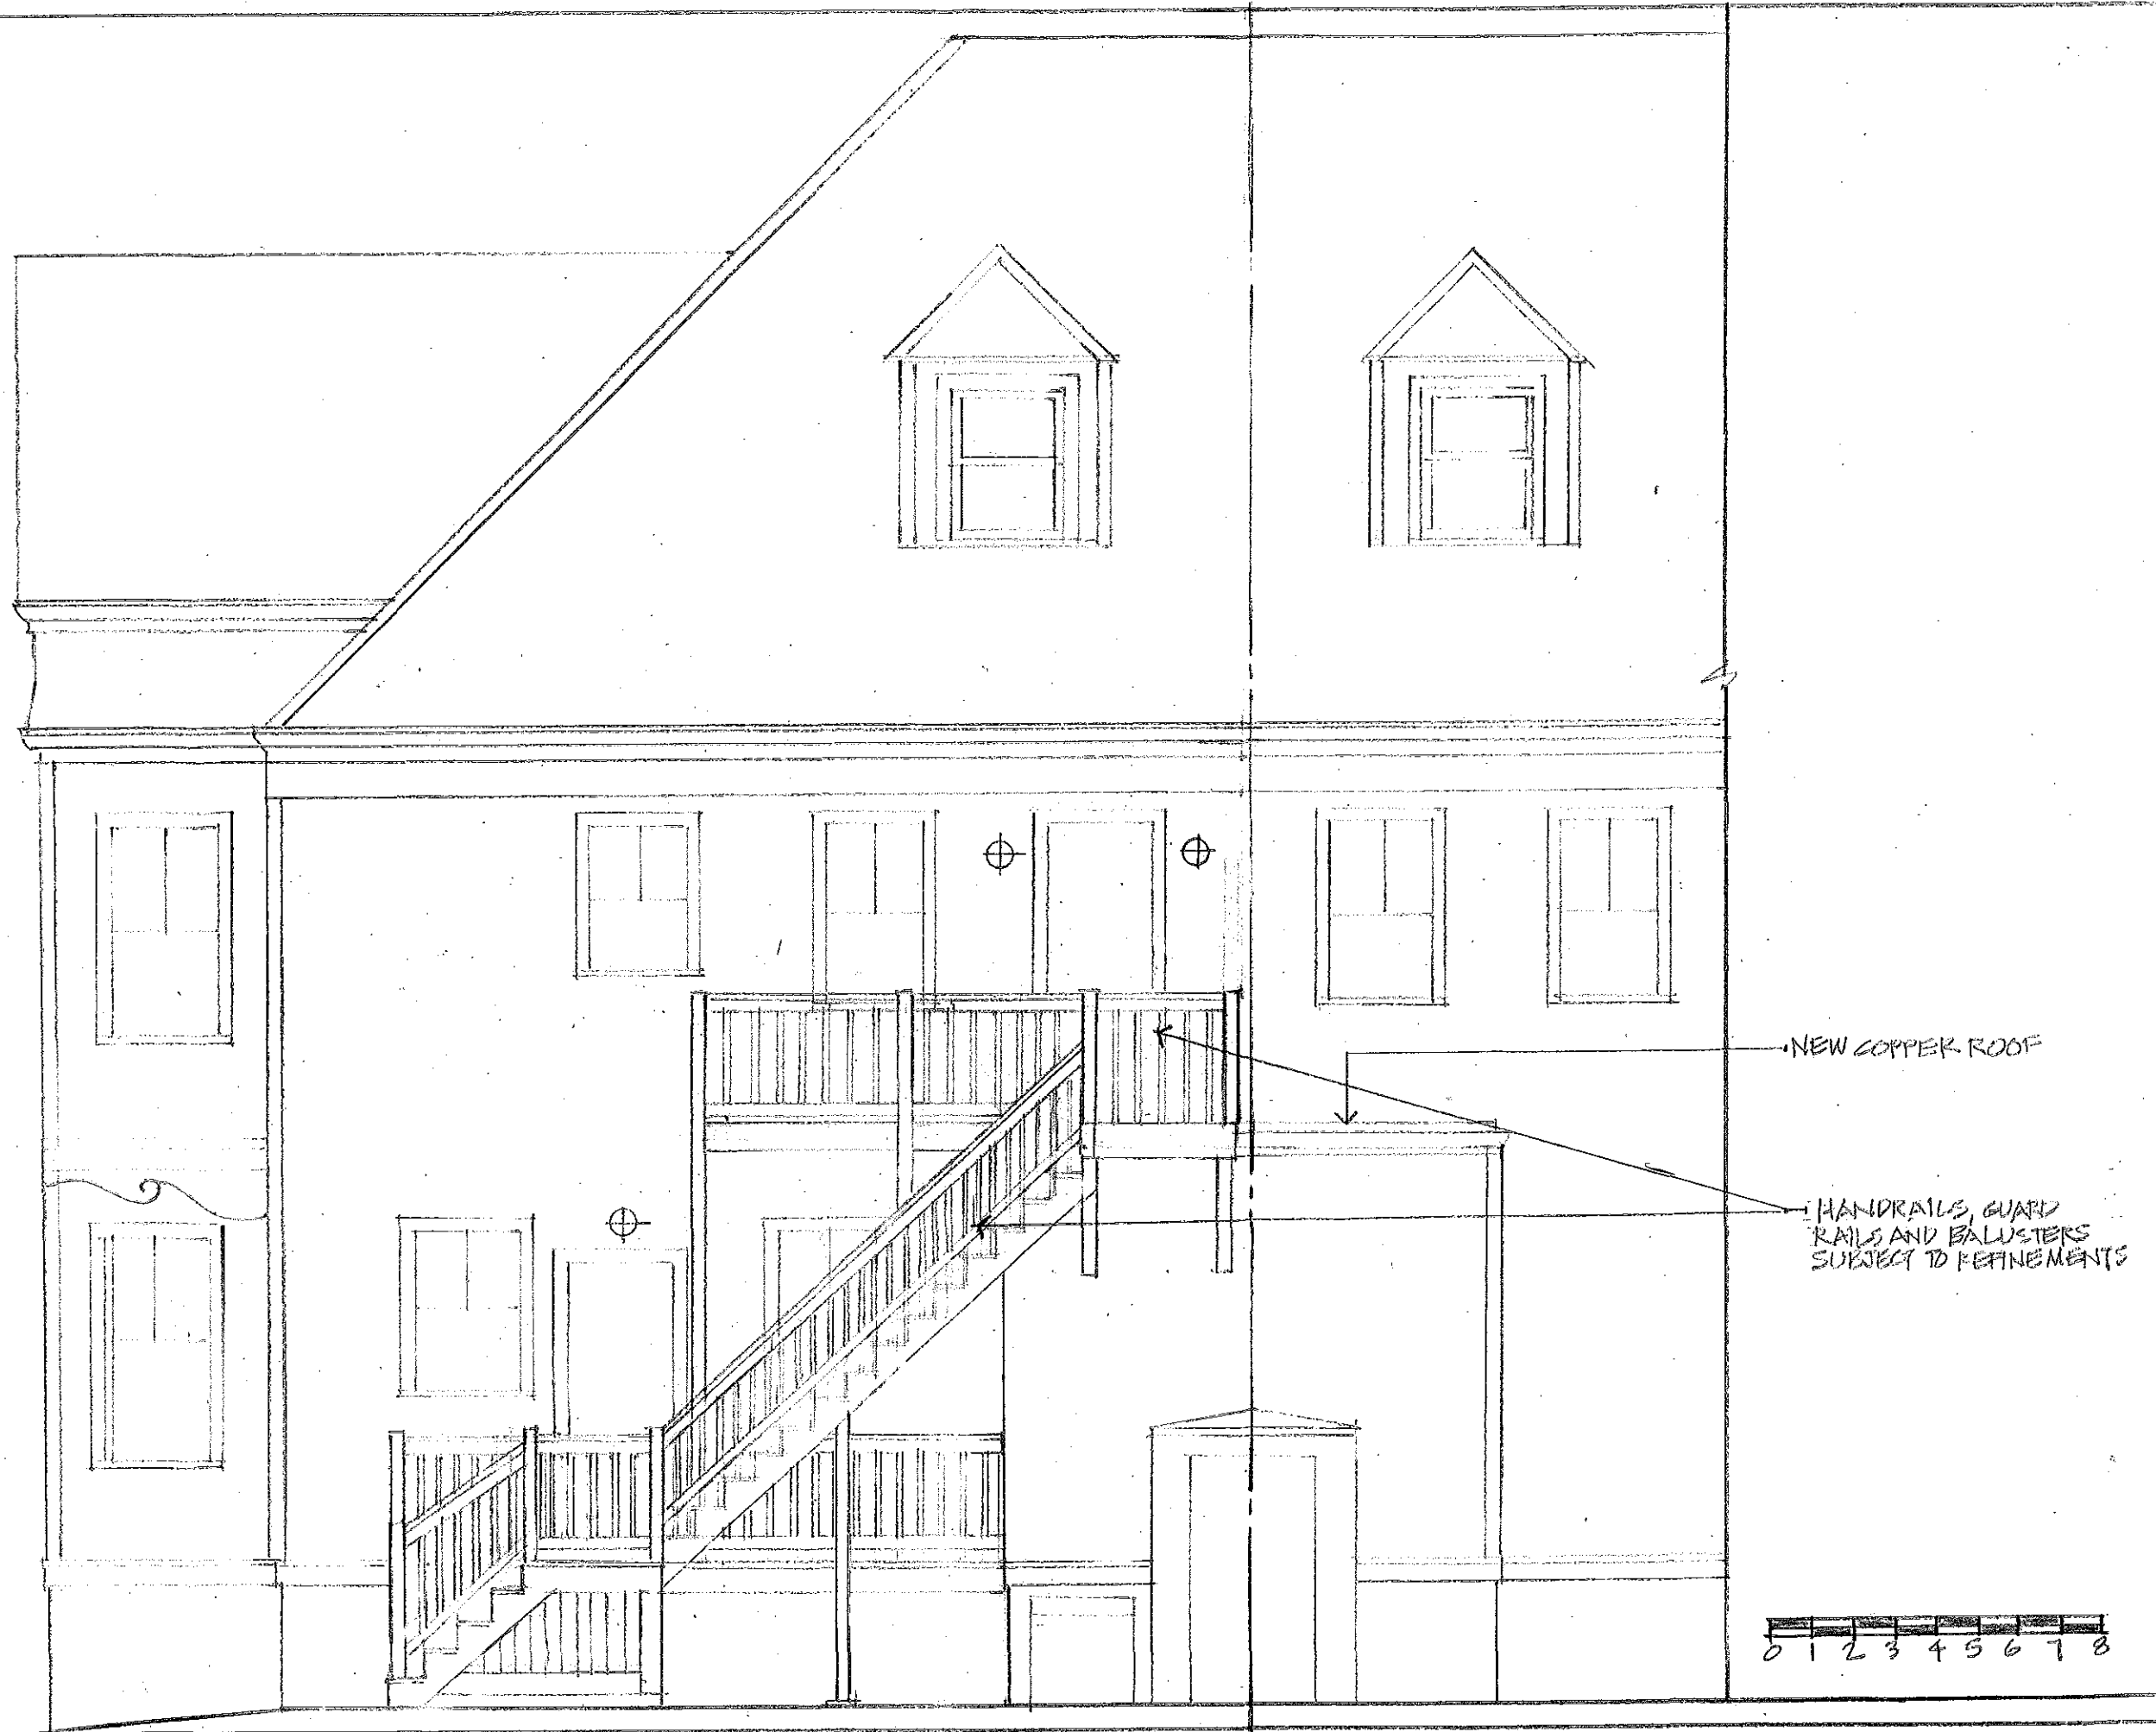 NEW COPPER ROOF
HANDRAILS, GUARD
RAILS AND BALUSTERS
SUBJECT TO REFINEMENTS
0 1 2 3 4 5 6 7 8